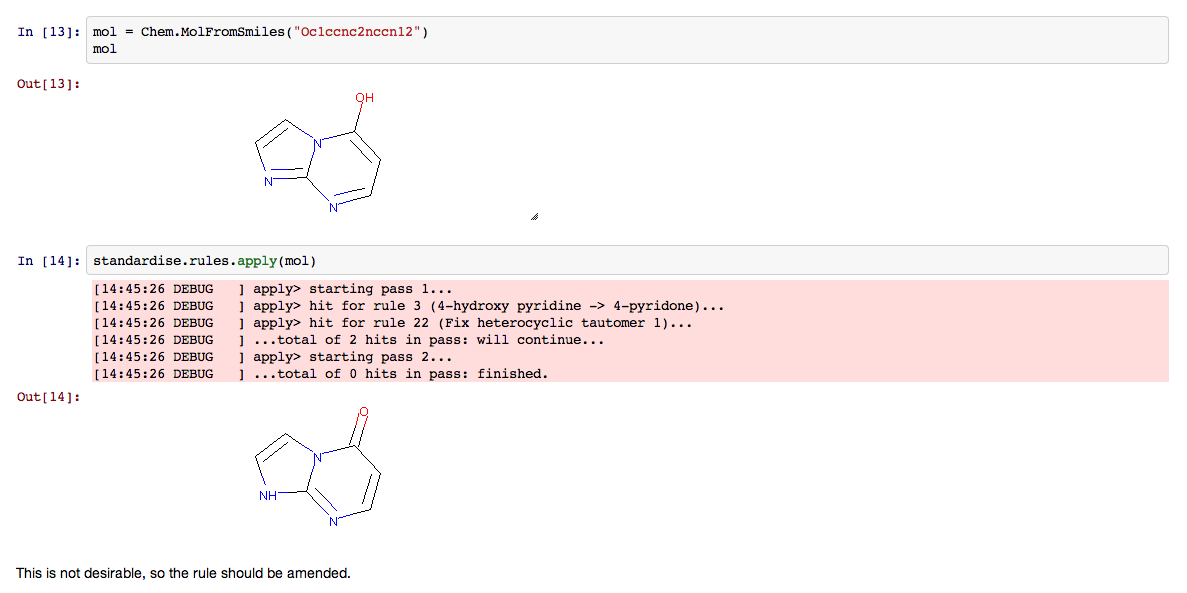 In [13]: mol = Chem.MolFromSmiles("Oc1ccnc2nccn12")
mol
Out[13]:
OH
N
N
N
In [14]: standardise.rules.apply(mol)
[14:45:26 DEBUG   ] apply> starting pass 1...
[14:45:26 DEBUG   ] apply> hit for rule 3 (4-hydroxy pyridine -> 4-pyridone)...
[14:45:26 DEBUG   ] apply> hit for rule 22 (Fix heterocyclic tautomer 1)...
[14:45:26 DEBUG   ] ...total of 2 hits in pass: will continue...
[14:45:26 DEBUG   ] apply> starting pass 2...
[14:45:26 DEBUG   ] ...total of 0 hits in pass: finished.
Out[14]:
O
N
NH
N
This is not desirable, so the rule should be amended.